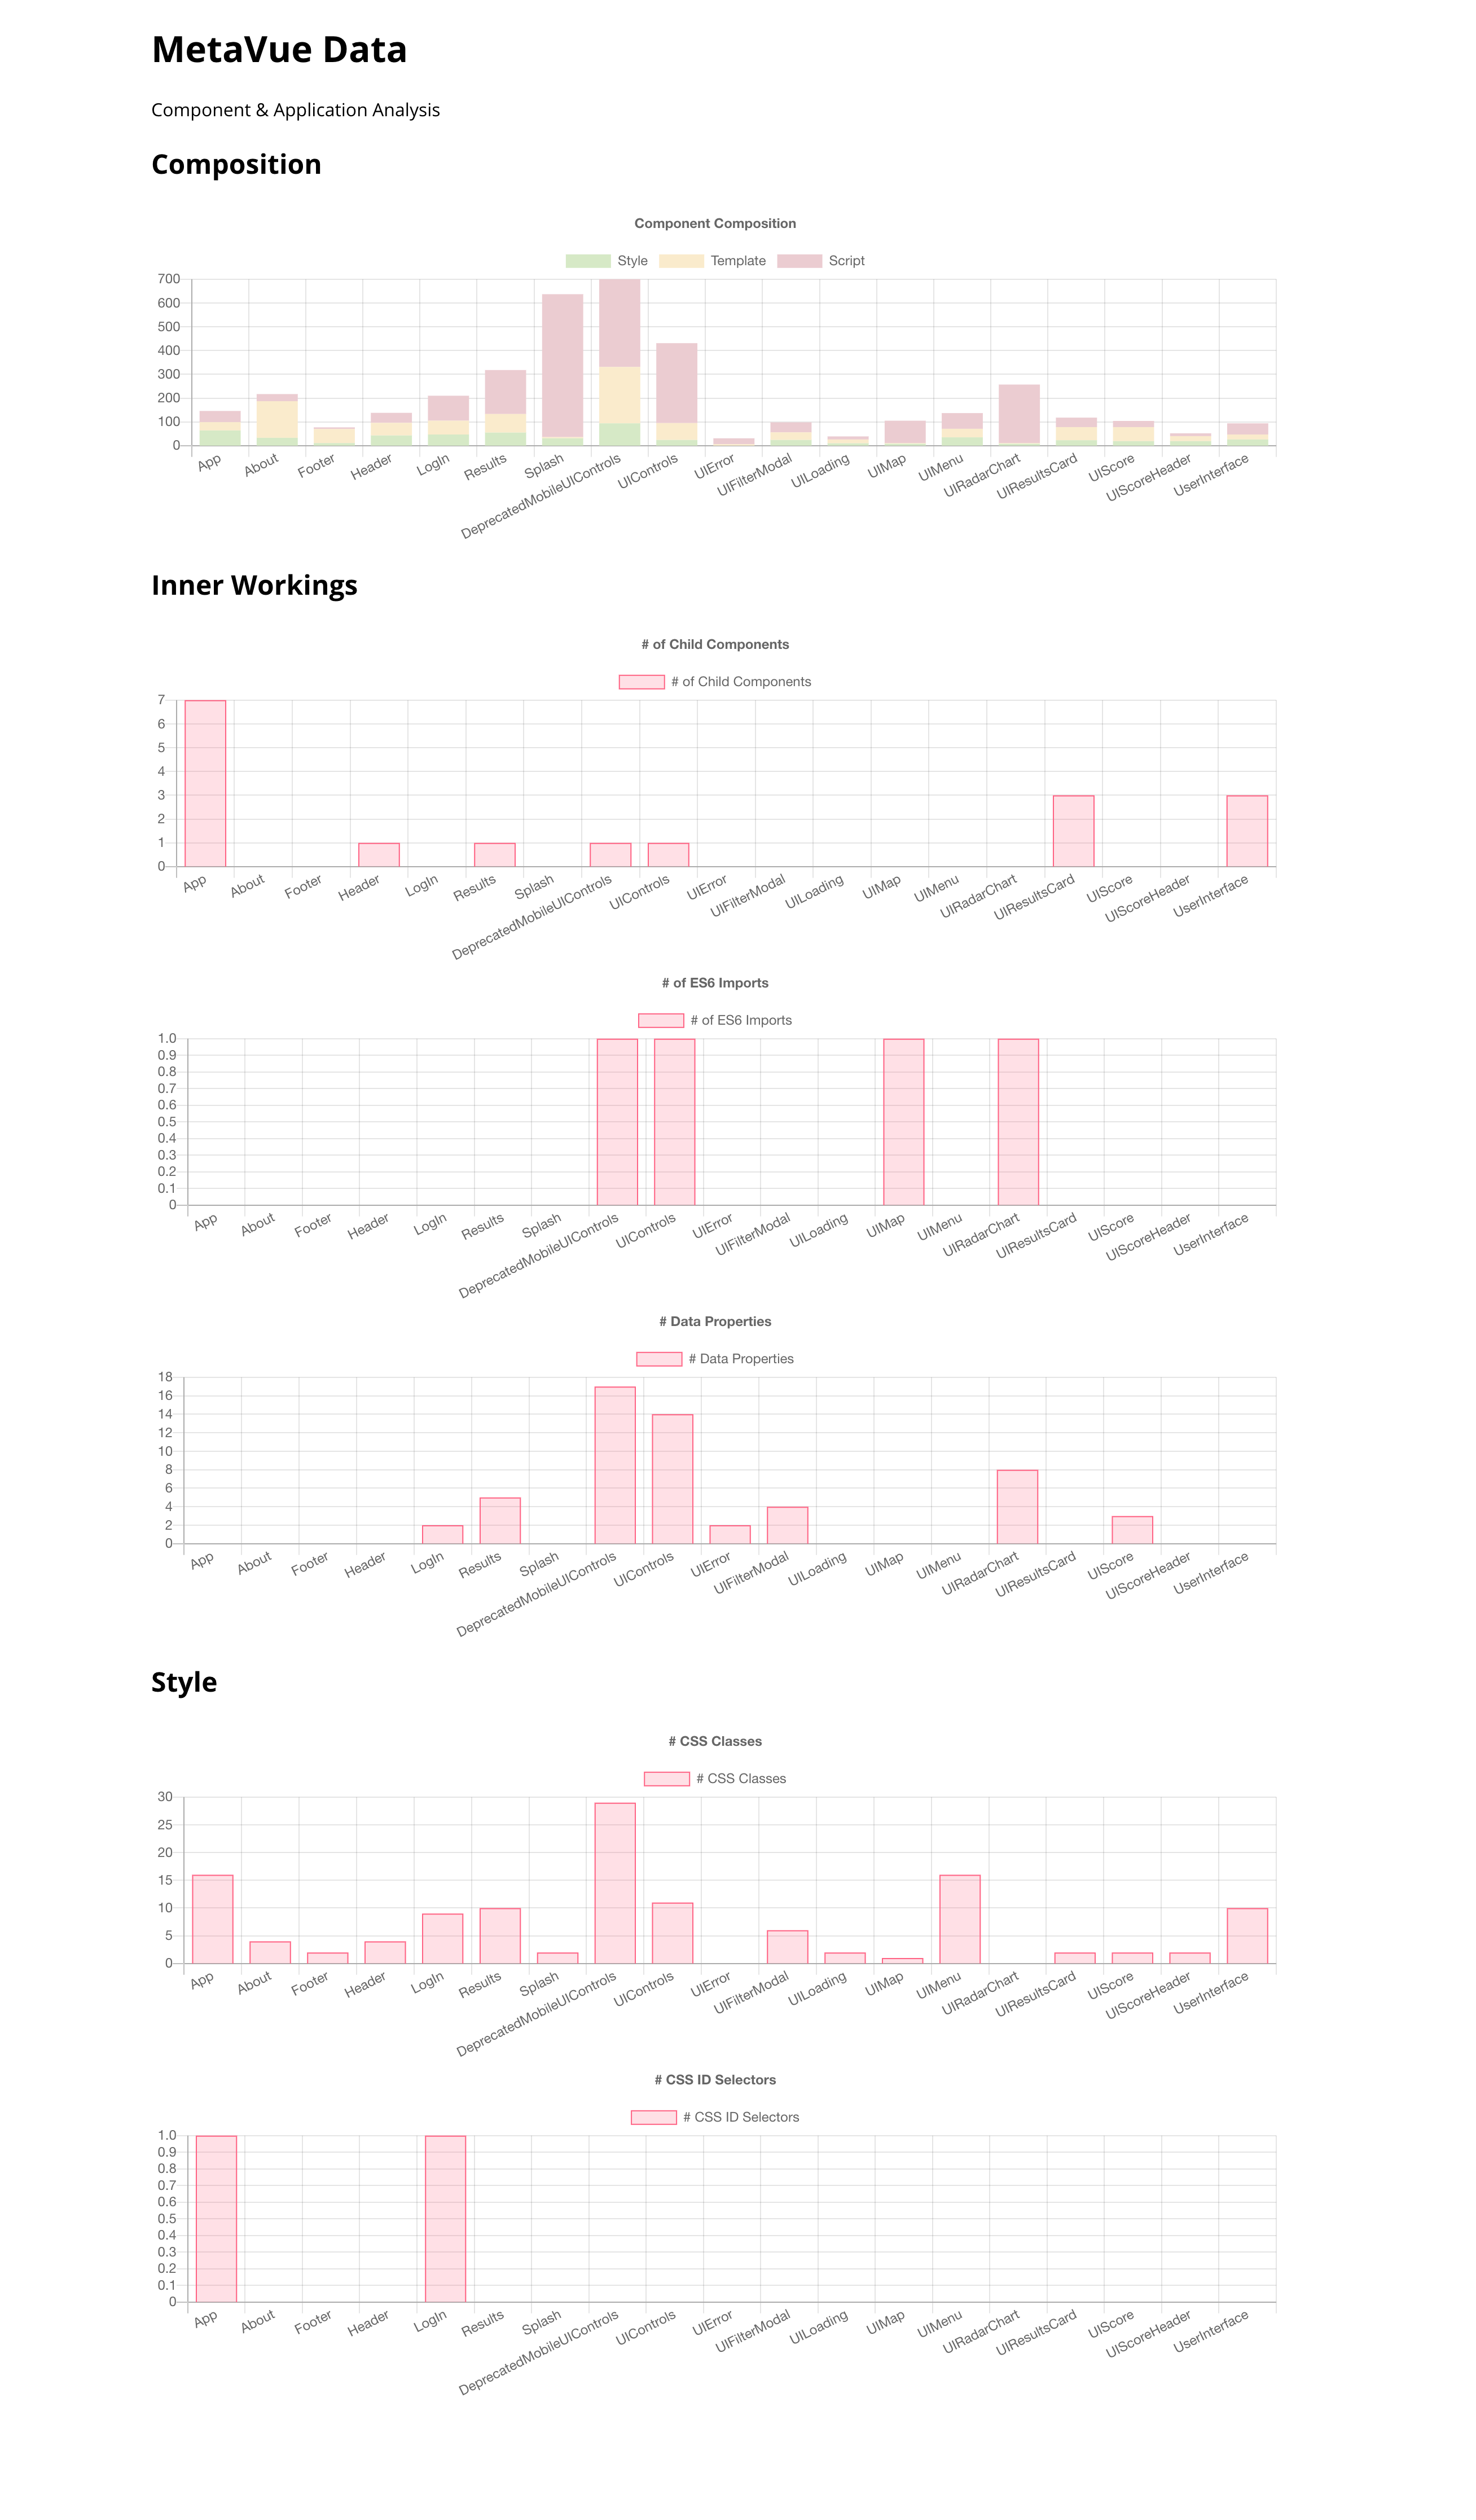 MetaVue Data
Component & Application Analysis
Composition
Component Composition
Style Template Script
700
600
500
400
300
200
100
0
App About Footer Header LogIn Results Splash DeprecatedMobileUIControls UIControls UIError UIFilterModal UILoading UIMap UIMenu UIRadarChart UIResultsCard UIScore UIScoreHeader UserInterface
Inner Workings
# of Child Components
# of Child Components
7
6
5
4
3
2
1
0
App About Footer Header LogIn Results Splash DeprecatedMobileUIControls UIControls UIError UIFilterModal UILoading UIMap UIMenu UIRadarChart UIResultsCard UIScore UIScoreHeader UserInterface
# of ES6 Imports
# of ES6 Imports
1.0
0.9
0.8
0.7
0.6
0.5
0.4
0.3
0.2
0.1
0
App About Footer Header LogIn Results Splash DeprecatedMobileUIControls UIControls UIError UIFilterModal UILoading UIMap UIMenu UIRadarChart UIResultsCard UIScore UIScoreHeader UserInterface
# Data Properties
# Data Properties
18
16
14
12
10
8
6
4
2
0
App About Footer Header LogIn Results Splash DeprecatedMobileUIControls UIControls UIError UIFilterModal UILoading UIMap UIMenu UIRadarChart UIResultsCard UIScore UIScoreHeader UserInterface
Style
# CSS Classes
# CSS Classes
30
25
20
15
10
5
0
App About Footer Header LogIn Results Splash DeprecatedMobileUIControls UIControls UIError UIFilterModal UILoading UIMap UIMenu UIRadarChart UIResultsCard UIScore UIScoreHeader UserInterface
# CSS ID Selectors
# CSS ID Selectors
1.0
0.9
0.8
0.7
0.6
0.5
0.4
0.3
0.2
0.1
0
App About Footer Header LogIn Results Splash DeprecatedMobileUIControls UIControls UIError UIFilterModal UILoading UIMap UIMenu UIRadarChart UIResultsCard UIScore UIScoreHeader UserInterface